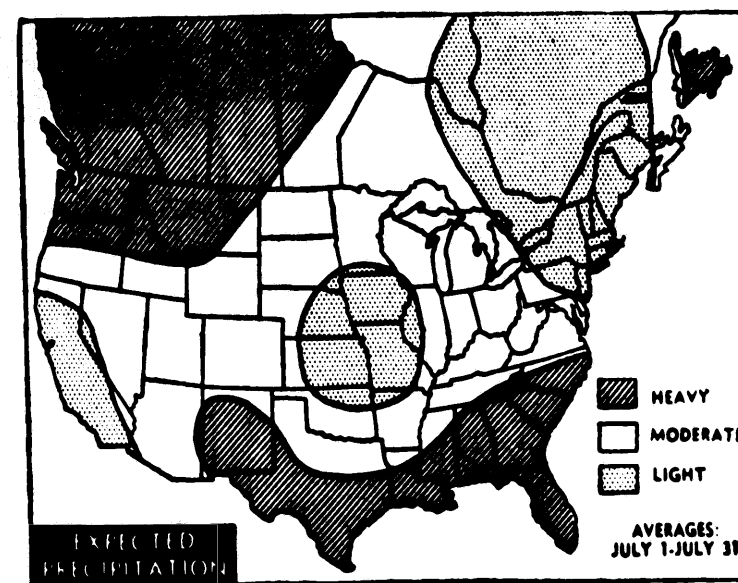 HEAVY
MODERATE
LIGHT
AVERAGES:
JULY 1-JULY 31
EXPECTED
PRECIPITATION